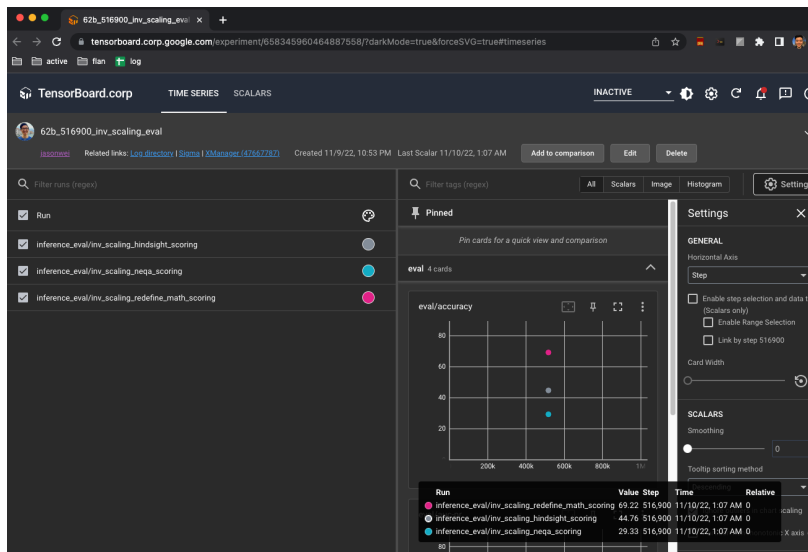 62b_516900_inv_scaling_eval
tensorboard.corp.google.com/experiment/658345960464887558/?darkMode=true&forceSVG=true#timeseries
active flan log
TensorBoard.corp TIME SERIES SCALARS INACTIVE
62b_516900_inv_scaling_eval
jasonwei Related links: Log directory | Sigma | XManager (47667787) Created 11/9/22, 10:53 PM Last Scalar 11/10/22, 1:07 AM Add to comparison Edit Delete
Filter runs (regex) Filter tags (regex) All Scalars Image Histogram Setting
Run
inference_eval/inv_scaling_hindsight_scoring
inference_eval/inv_scaling_neqa_scoring
inference_eval/inv_scaling_redefine_math_scoring
Pinned
Pin cards for a quick view and comparison
eval 4 cards
eval/accuracy
80
60
40
20
200k 400k 600k 800k 1M
Settings
GENERAL
Horizontal Axis
Step
Enable step selection and data t
(Scalars only)
Enable Range Selection
Link by step 516900
Card Width
SCALARS
Smoothing
0
Tooltip sorting method
Descending
Run Value Step Time Relative
inference_eval/inv_scaling_redefine_math_scoring 69.22 516,900 11/10/22, 1:07 AM 0
inference_eval/inv_scaling_hindsight_scoring 44.76 516,900 11/10/22, 1:07 AM 0
inference_eval/inv_scaling_neqa_scoring 29.33 516,900 11/10/22, 1:07 AM 0
caling
X axis
80